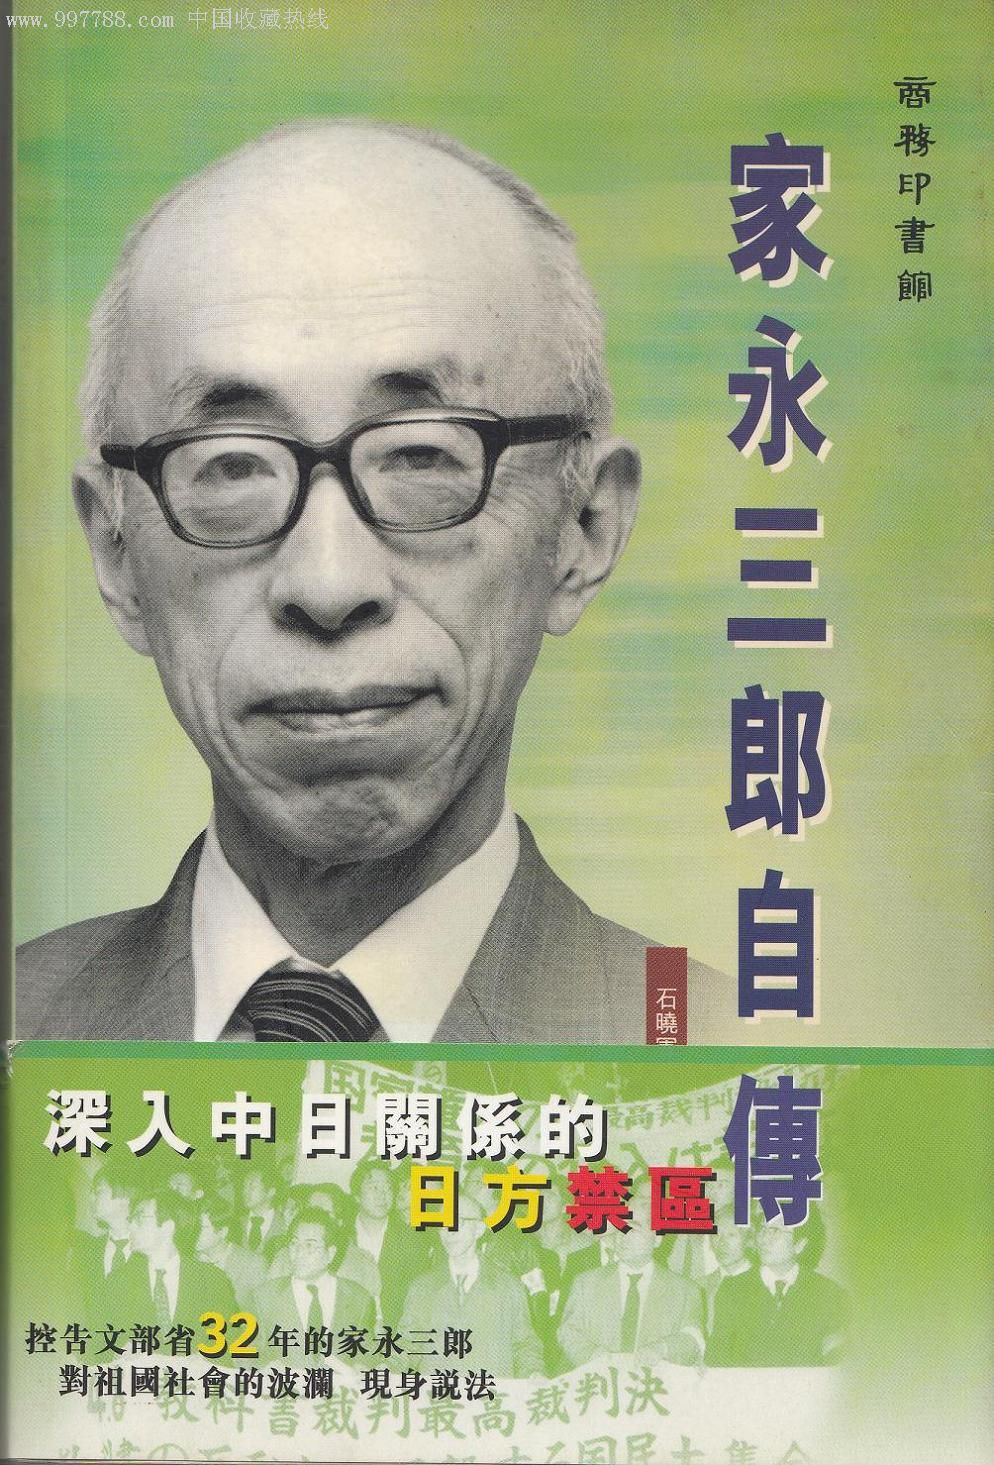 www.997788.com 中国收藏热线
商務印書館
家永三郎自傳
石曉
深入中日關係的
日方禁區
控告文部省32年的家永三郎
對祖國社會的波瀾 現身説法
教科書裁判最高裁判決